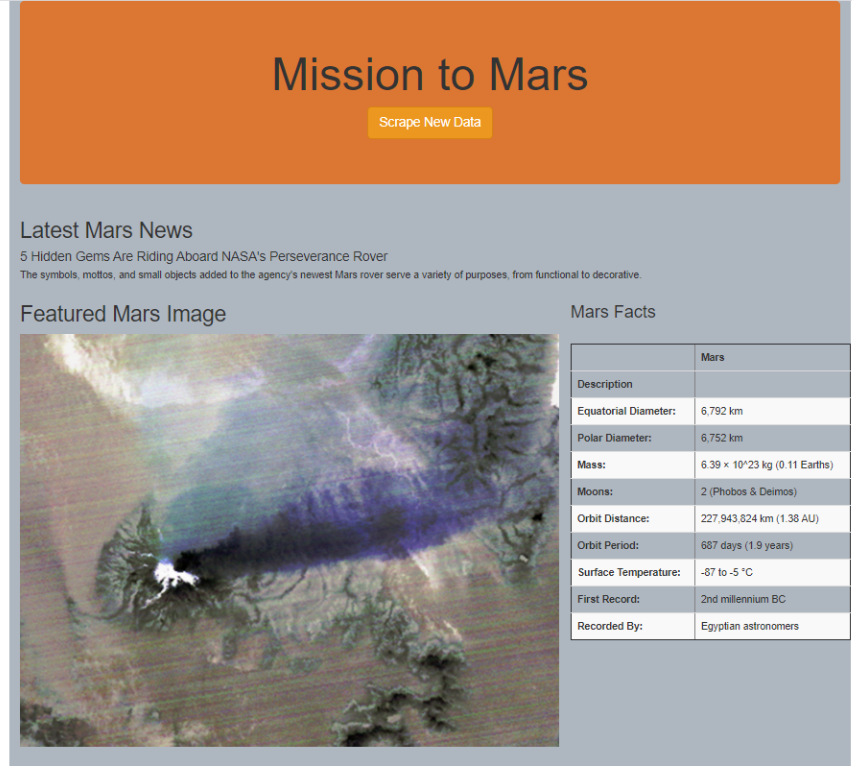 Mission to Mars
Scrape New Data
Latest Mars News
5 Hidden Gems Are Riding Aboard NASA's Perseverance Rover
The symbols, mottos, and small objects added to the agency's newest Mars rover serve a variety of purposes, from functional to decorative.
Featured Mars Image
Mars Facts
Mars
Description
Equatorial Diameter: 6,792 km
Polar Diameter: 6,752 km
Mass: 6.39 × 10^23 kg (0.11 Earths)
Moons: 2 (Phobos & Deimos)
Orbit Distance: 227,943,824 km (1.38 AU)
Orbit Period: 687 days (1.9 years)
Surface Temperature: -87 to -5 °C
First Record: 2nd millennium BC
Recorded By: Egyptian astronomers